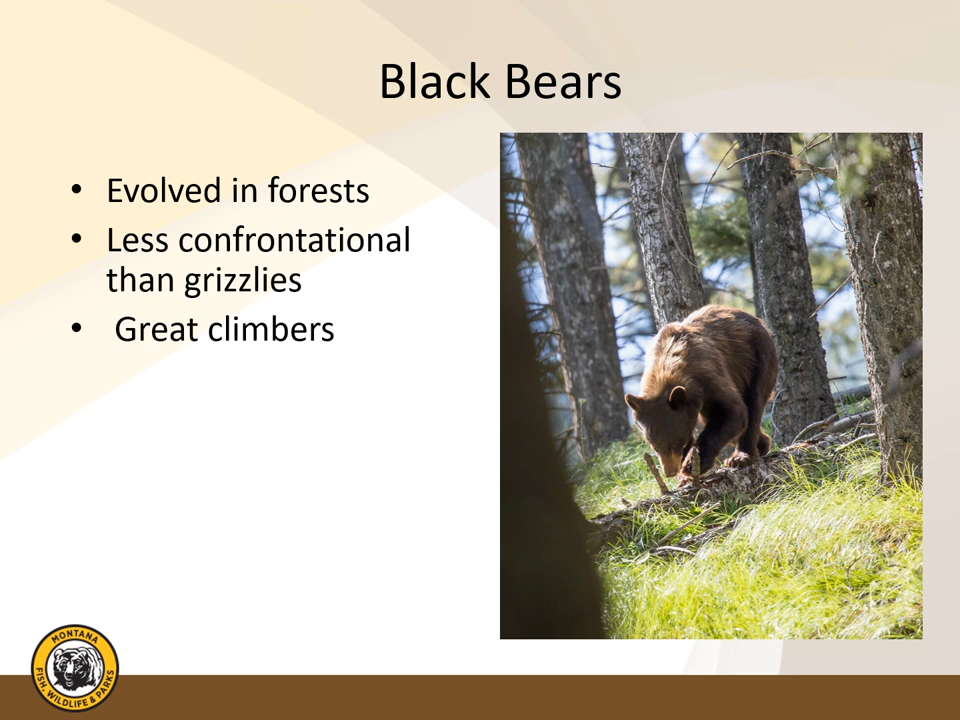 Black Bears
• Evolved in forests
• Less confrontational
than grizzlies
• Great climbers
MONTANA
FISH, WILDLIFE & PARKS